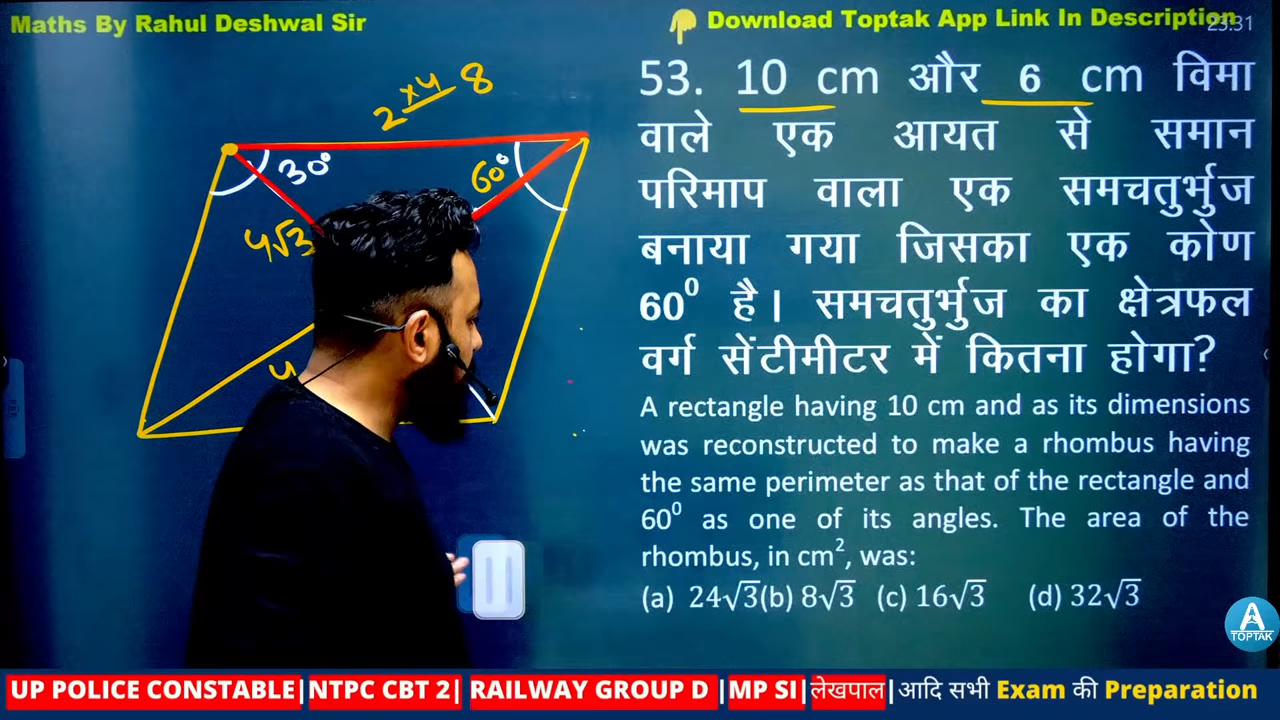 Maths By Rahul Deshwal Sir
Download Toptak App Link In Description
23:31
2 ×4 8
30°
60°
4√3
4
53. 10 cm और 6 cm विमा
वाले एक आयत से समान
परिमाप वाला एक समचतुर्भुज
बनाया गया जिसका एक कोण
60⁰ है। समचतुर्भुज का क्षेत्रफल
वर्ग सेंटीमीटर में कितना होगा?
A rectangle having 10 cm and as its dimensions
was reconstructed to make a rhombus having
the same perimeter as that of the rectangle and
60⁰ as one of its angles. The area of the
rhombus, in cm², was:
(a) 24√3(b) 8√3 (c) 16√3 (d) 32√3
A
TOPTAK
UP POLICE CONSTABLE|NTPC CBT 2| RAILWAY GROUP D |MP SI|लेखपाल|आदि सभी Exam की Preparation